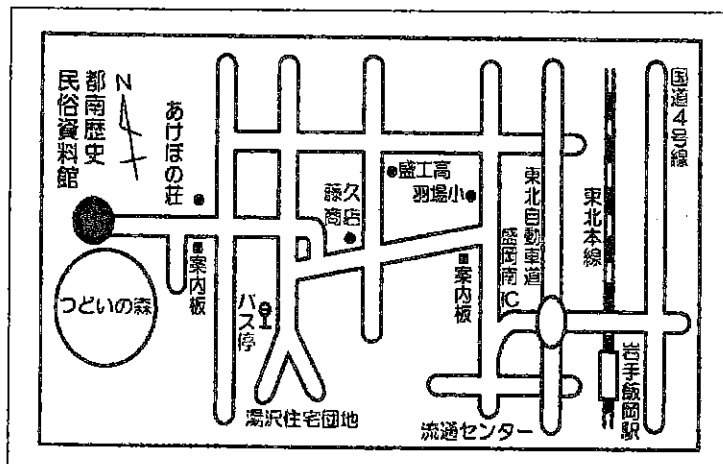 都南歴史
民俗資料館
N
あけぼの荘
つどいの森
案内板
バス停
湯沢住宅団地
藤久
商店
盛工高
羽場小
案内板
盛岡南IC
東北自動車道
流通センター
東北本線
岩手飯岡駅
国道4号線